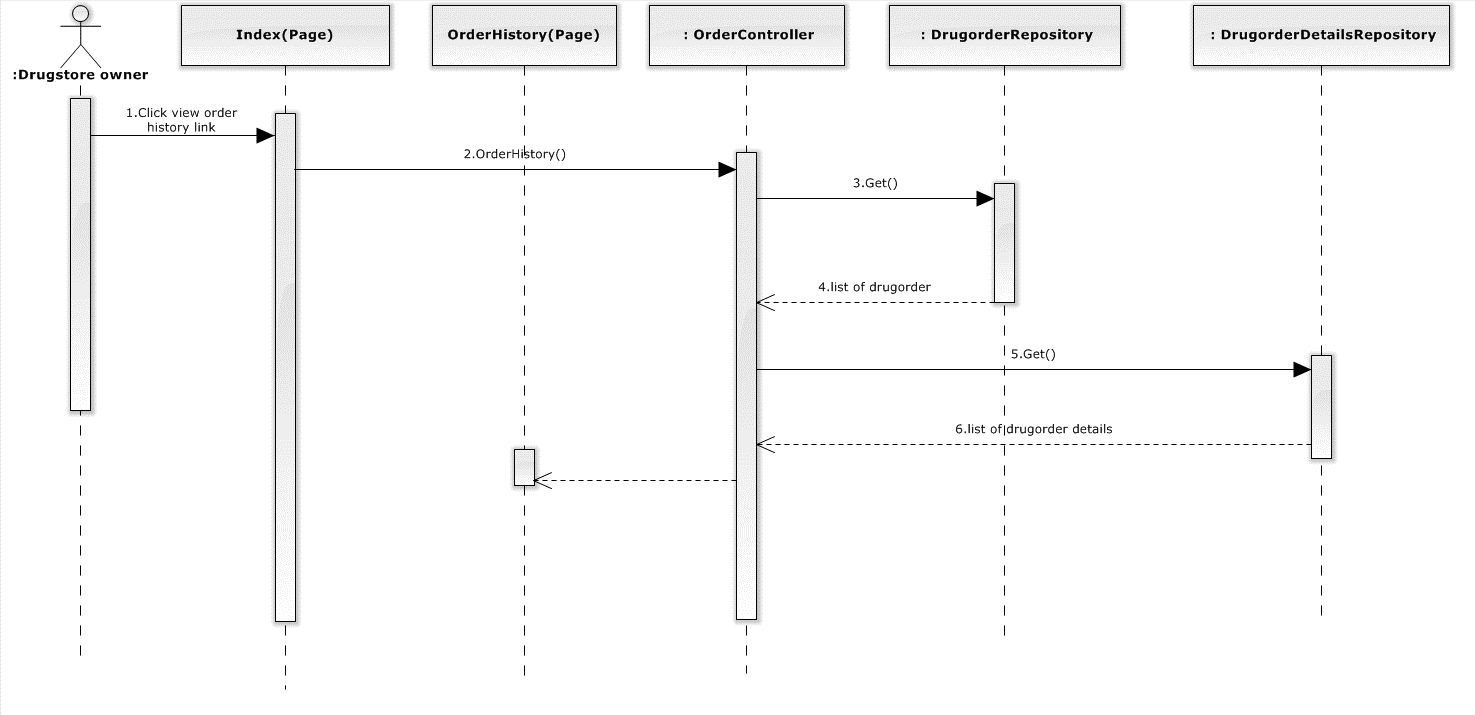 Index(Page)
OrderHistory(Page)
: OrderController
: DrugorderRepository
: DrugorderDetailsRepository
:Drugstore owner
1.Click view order
history link
2.OrderHistory()
3.Get()
4.list of drugorder
5.Get()
6.list of drugorder details